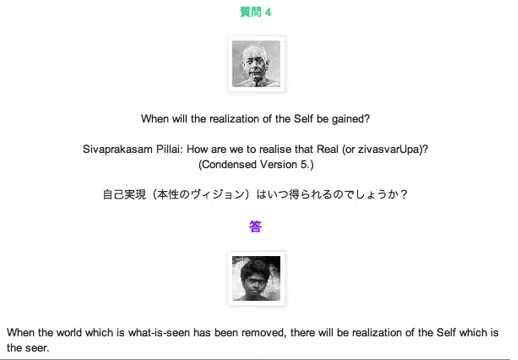 質問 4
When will the realization of the Self be gained?
Sivaprakasam Pillai: How are we to realise that Real (or zivasvarUpa)?
(Condensed Version 5.)
自己実現（本性のヴィジョン）はいつ得られるのでしょうか？
答
When the world which is what-is-seen has been removed, there will be realization of the Self which is
the seer.